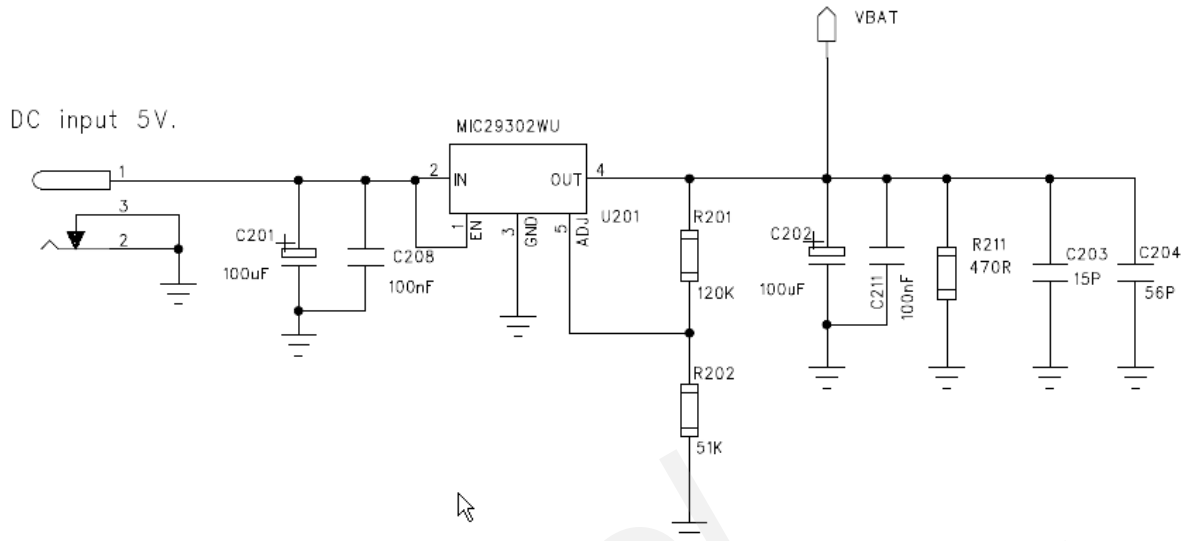 VBAT
DC input 5V.
MIC29302WU
1
2
IN
OUT
4
3
2
1
EN
3
GND
5
ADJ
U201
R201
120K
C201
100uF
C208
100nF
C202
100uF
C211
100nF
R211
470R
C203
15P
C204
56P
R202
51K